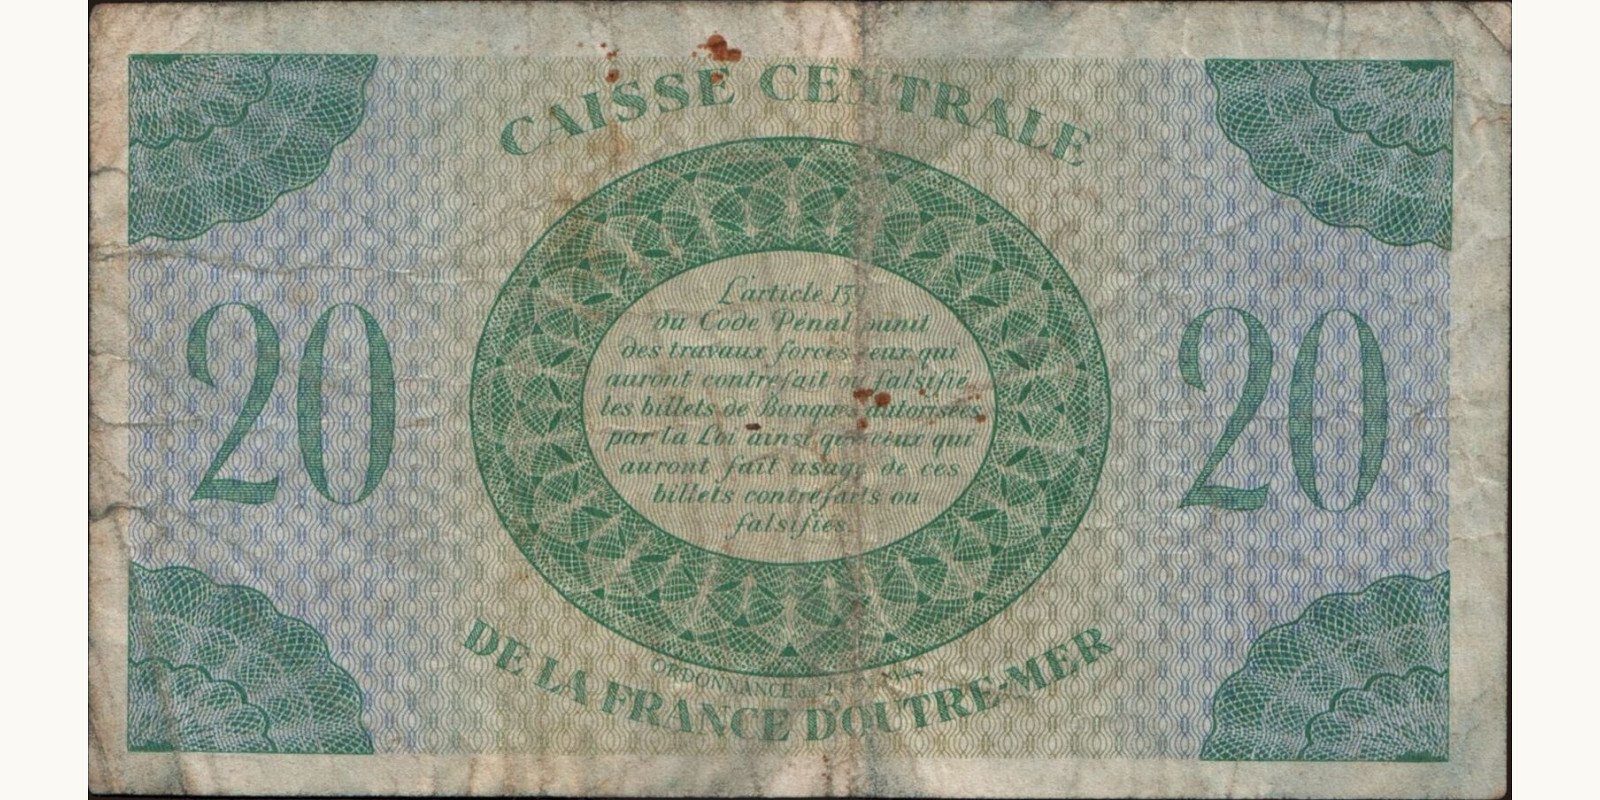 CAISSE CENTRALE
L'article
du Code Pénal punit
des travaux forcés ceux qui
auront contrefait ou falsifié
les billets de Banque autorisées
par la Loi ainsi que ceux qui
auront fait usage de ces
billets contrefaits ou
falsifiés.
20
20
ORDONNANCE
DE LA FRANCE D'OUTRE-MER